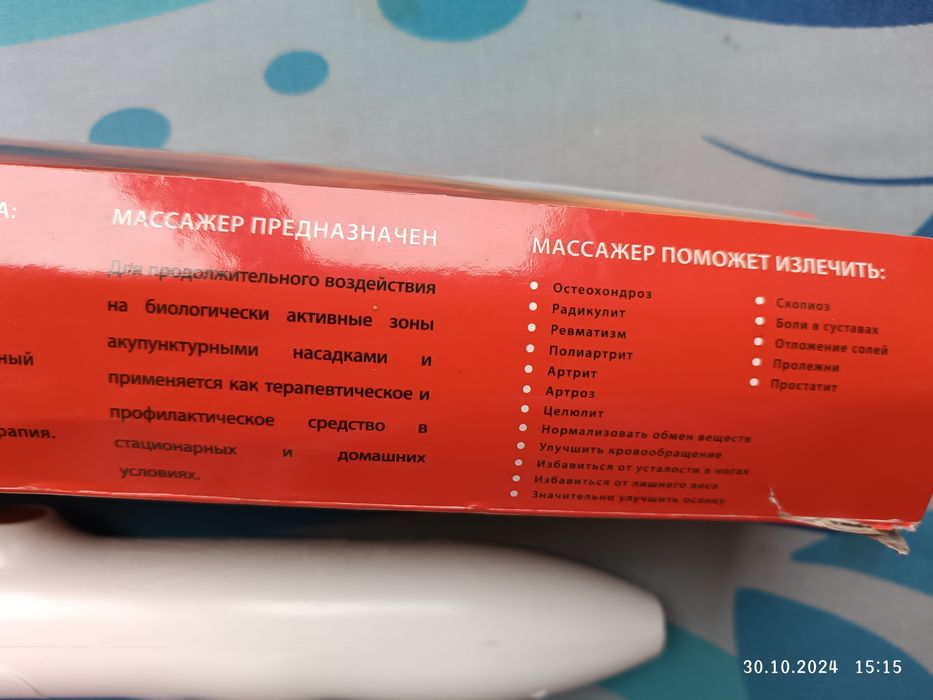 А:
ный
рапия.
МАССАЖЕР ПРЕДНАЗНАЧЕН
Для продолжительного воздействия
на биологически активные зоны
акупунктурными насадками и
применяется как терапевтическое и
профилактическое средство в
стационарных и домашних
условиях.
МАССАЖЕР ПОМОЖЕТ ИЗЛЕЧИТЬ:
• Остеохондроз
• Радикулит
• Ревматизм
• Полиартрит
• Артрит
• Артроз
• Целюлит
• Нормализовать обмен веществ
• Улучшить кровообращение
• Избавиться от усталости в ногах
• Избавиться от лишнего веса
• Значительно улучшить осанку
• Сколиоз
• Боли в суставах
• Отложение солей
• Пролежни
• Простатит
30.10.2024 15:15